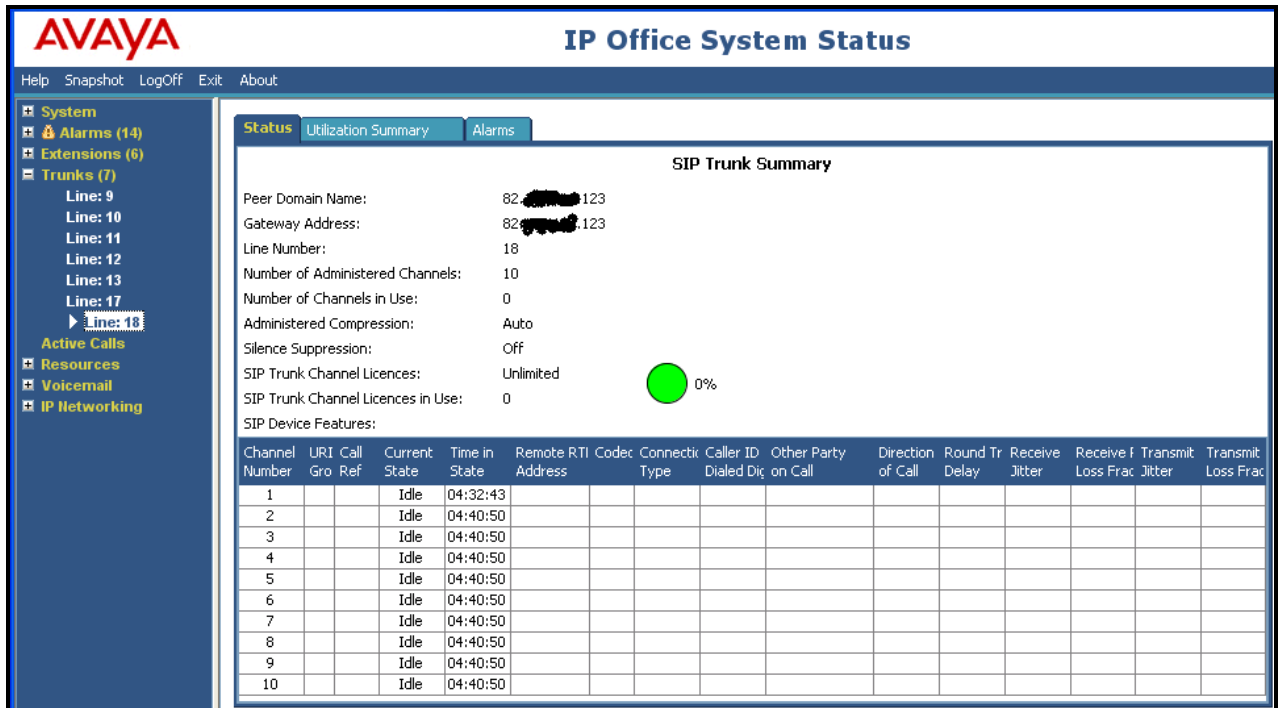 AVAYA
IP Office System Status
Help Snapshot LogOff Exit About
System
Alarms (14)
Extensions (6)
Trunks (7)
Line: 9
Line: 10
Line: 11
Line: 12
Line: 13
Line: 17
Line: 18
Active Calls
Resources
Voicemail
IP Networking
Status Utilization Summary Alarms
SIP Trunk Summary
Peer Domain Name: 82. 123
Gateway Address: 82 .123
Line Number: 18
Number of Administered Channels: 10
Number of Channels in Use: 0
Administered Compression: Auto
Silence Suppression: Off
SIP Trunk Channel Licences: Unlimited
0%
SIP Trunk Channel Licences in Use: 0
SIP Device Features:
Channel URI Call Current Time in Remote RTI Codec Connectic Caller ID Other Party Direction Round Tr Receive Receive F Transmit Transmit
Number Gro Ref State State Address Type Dialed Dig on Call of Call Delay Jitter Loss Frac Jitter Loss Frac
1 Idle 04:32:43
2 Idle 04:40:50
3 Idle 04:40:50
4 Idle 04:40:50
5 Idle 04:40:50
6 Idle 04:40:50
7 Idle 04:40:50
8 Idle 04:40:50
9 Idle 04:40:50
10 Idle 04:40:50